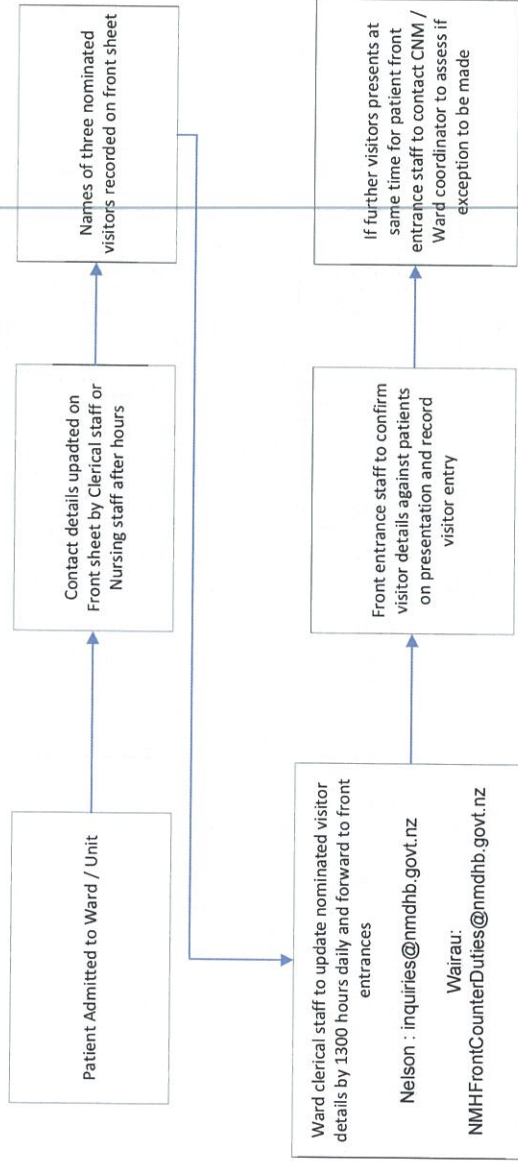 Patient Admitted to Ward / Unit
Contact details upadted on
Front sheet by Clerical staff or
Nursing staff after hours
Names of three nominated
visitors recorded on front sheet
Ward clerical staff to update nominated visitor
details by 1300 hours daily and forward to front
entrances
Nelson : inquiries@nmdhb.govt.nz
Wairau:
NMHFrontCounterDuties@nmdhb.govt.nz
Front entrance staff to confirm
visitor details against patients
on presentation and record
visitor entry
If further visitors presents at
same time for patient front
entrance staff to contact CNM /
Ward coordinator to assess if
exception to be made